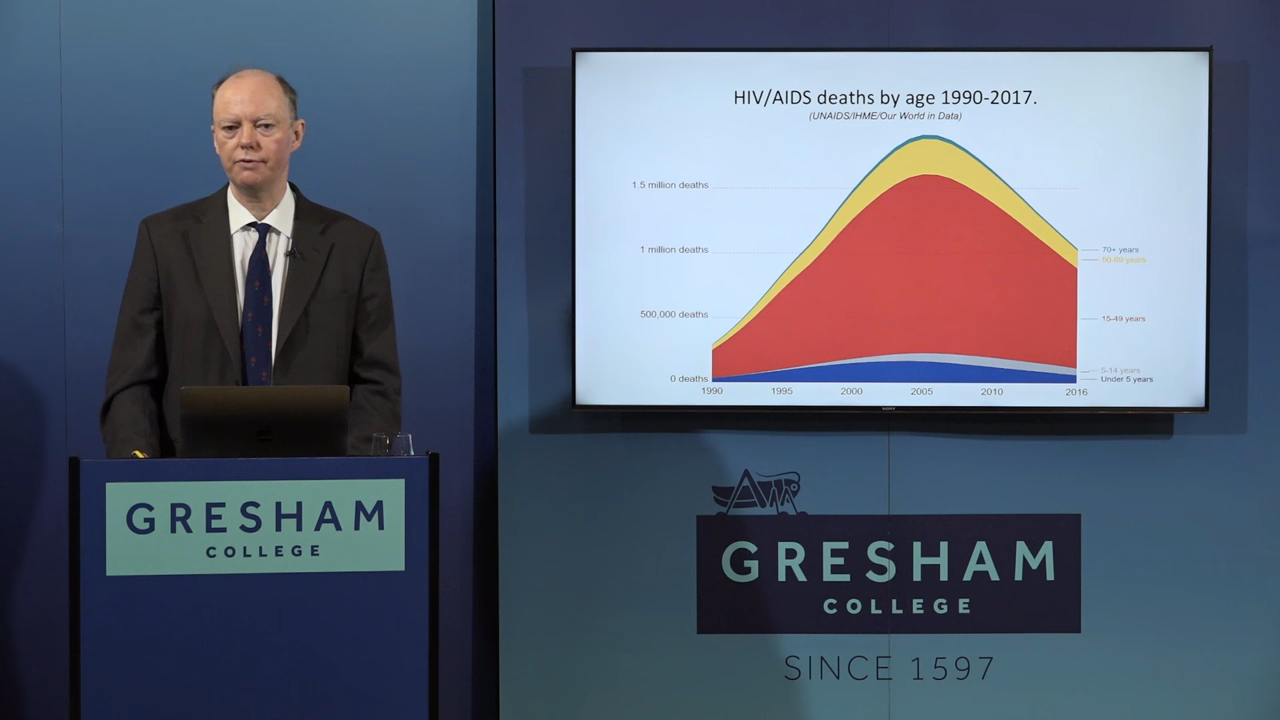 HIV/AIDS deaths by age 1990-2017.
(UNAIDS/IHME/Our World in Data)
1.5 million deaths
1 million deaths
500,000 deaths
0 deaths
70+ years
50-69 years
15-49 years
5-14 years
Under 5 years
1990 1995 2000 2005 2010 2016
SONY
GRESHAM
COLLEGE
GRESHAM
COLLEGE
SINCE 1597